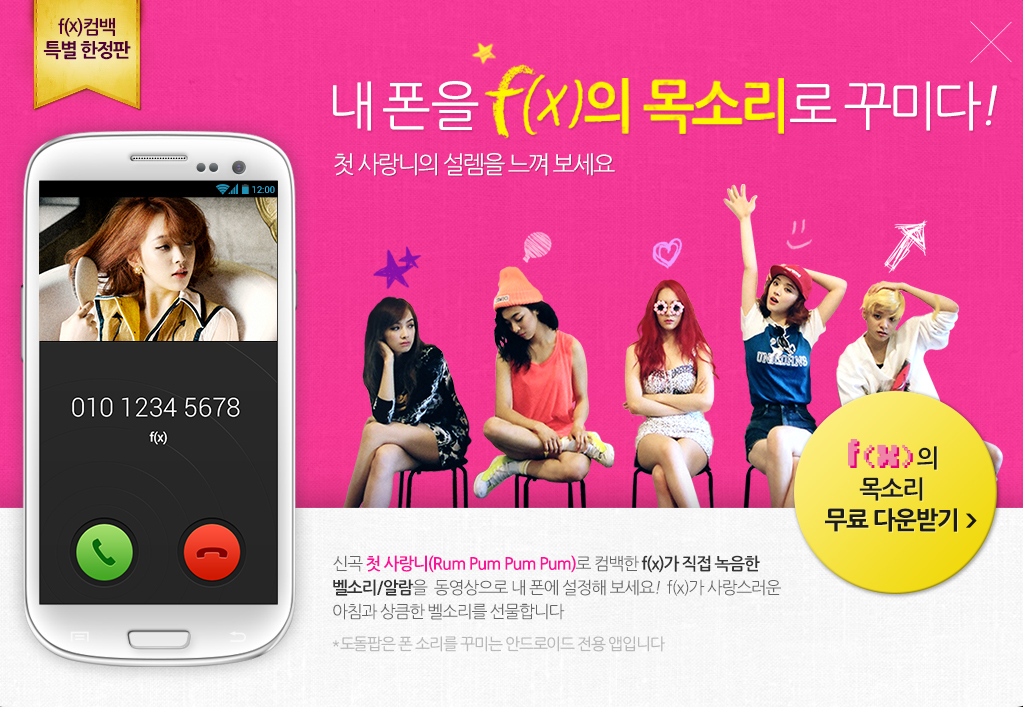 f(x)컴백
특별 한정판
내 폰을 f(x)의 목소리로 꾸미다!
첫 사랑니의 설렘을 느껴 보세요
12:00
010 1234 5678
f(x)
UNICORNS
f(x)의
목소리
무료 다운받기 >
신곡 첫 사랑니(Rum Pum Pum Pum)로 컴백한 f(x)가 직접 녹음한
벨소리/알람을 동영상으로 내 폰에 설정해 보세요! f(x)가 사랑스러운
아침과 상큼한 벨소리를 선물합니다
*도돌팝은 폰 소리를 꾸미는 안드로이드 전용 앱입니다